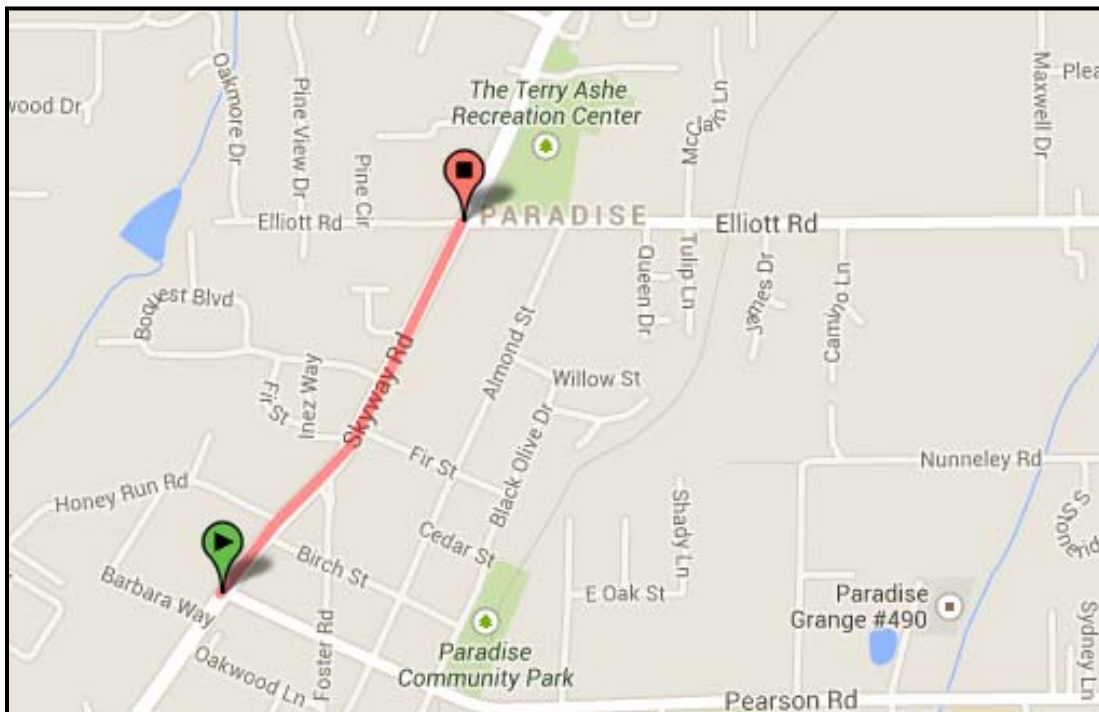 The Terry Ashe
Recreation Center
wood Dr
Oakmore Dr
Pine View Dr
Pine Cir
McClain Ln
Maxwell Dr
Plea
Elliott Rd
PARADISE
Elliott Rd
Queen Dr
Tulip Ln
James Dr
Camino Ln
Boquest Blvd
Skyway Rd
Almond St
Inez Way
Fir St
Willow St
Black Olive Dr
Fir St
Nunneley Rd
Honey Run Rd
Shady Ln
S S
Cedar St
Birch St
Barbara Way
E Oak St
Paradise
Grange #490
Foster Rd
Oakwood Ln
Paradise
Community Park
Sydney Ln
Pearson Rd